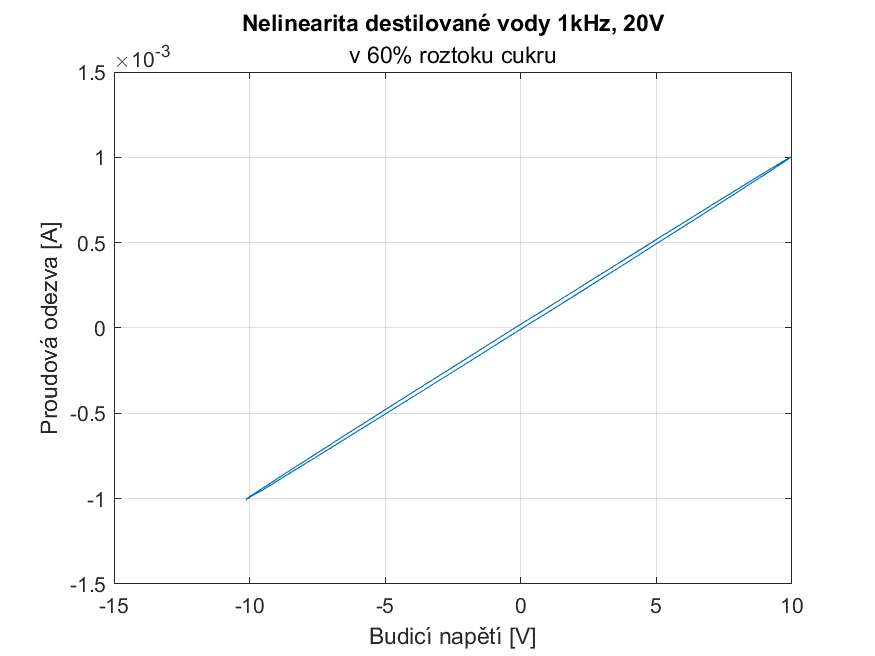 Nelinearita destilované vody 1kHz, 20V
v 60% roztoku cukru
×10-3
1.5
1
0.5
0
-0.5
-1
-1.5
Proudová odezva [A]
-15 -10 -5 0 5 10
Budicí napětí [V]